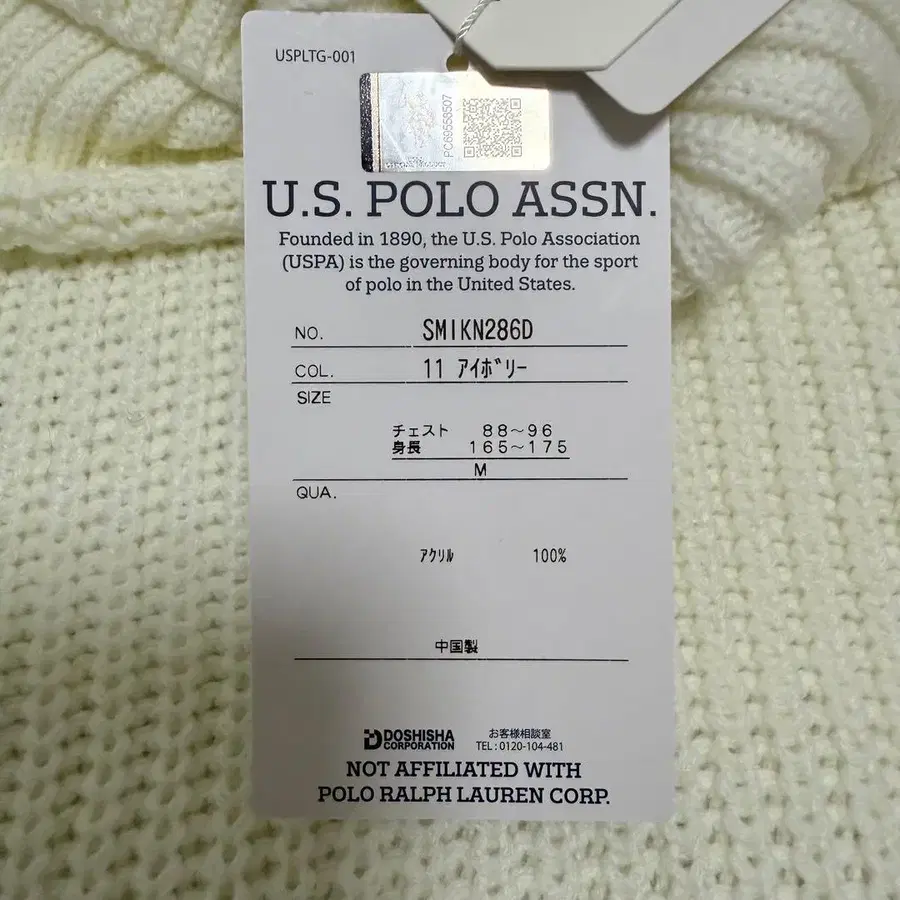 USPLTG-001
PC69558507
U.S. POLO ASSN.
Founded in 1890, the U.S. Polo Association
(USPA) is the governing body for the sport
of polo in the United States.
NO. SMIKN286D
COL. 11 アイボリー
SIZE
チェスト 88〜96
身長 165〜175
M
QUA.
アクリル 100%
中国製
DOSHISHA CORPORATION
お客様相談室
TEL:0120-104-481
NOT AFFILIATED WITH
POLO RALPH LAUREN CORP.